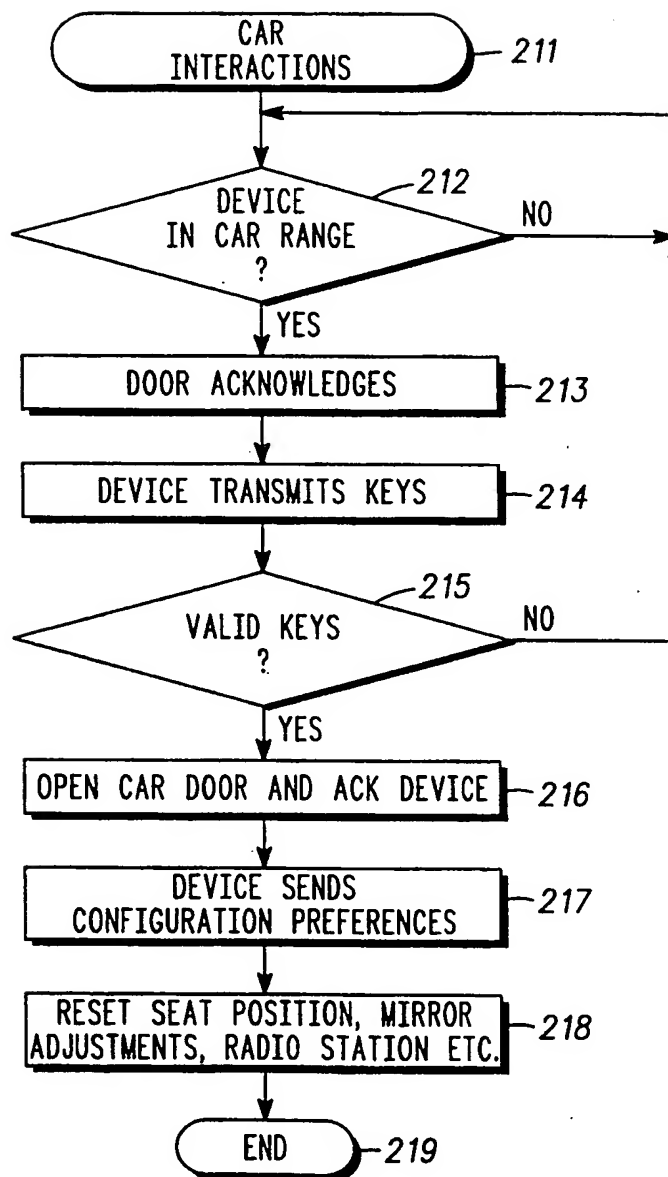 CAR
INTERACTIONS
211
212
DEVICE
IN CAR RANGE
?
NO
YES
DOOR ACKNOWLEDGES
213
DEVICE TRANSMITS KEYS
214
215
VALID KEYS
?
NO
YES
OPEN CAR DOOR AND ACK DEVICE
216
DEVICE SENDS
CONFIGURATION PREFERENCES
217
RESET SEAT POSITION, MIRROR
ADJUSTMENTS, RADIO STATION ETC.
218
END
219